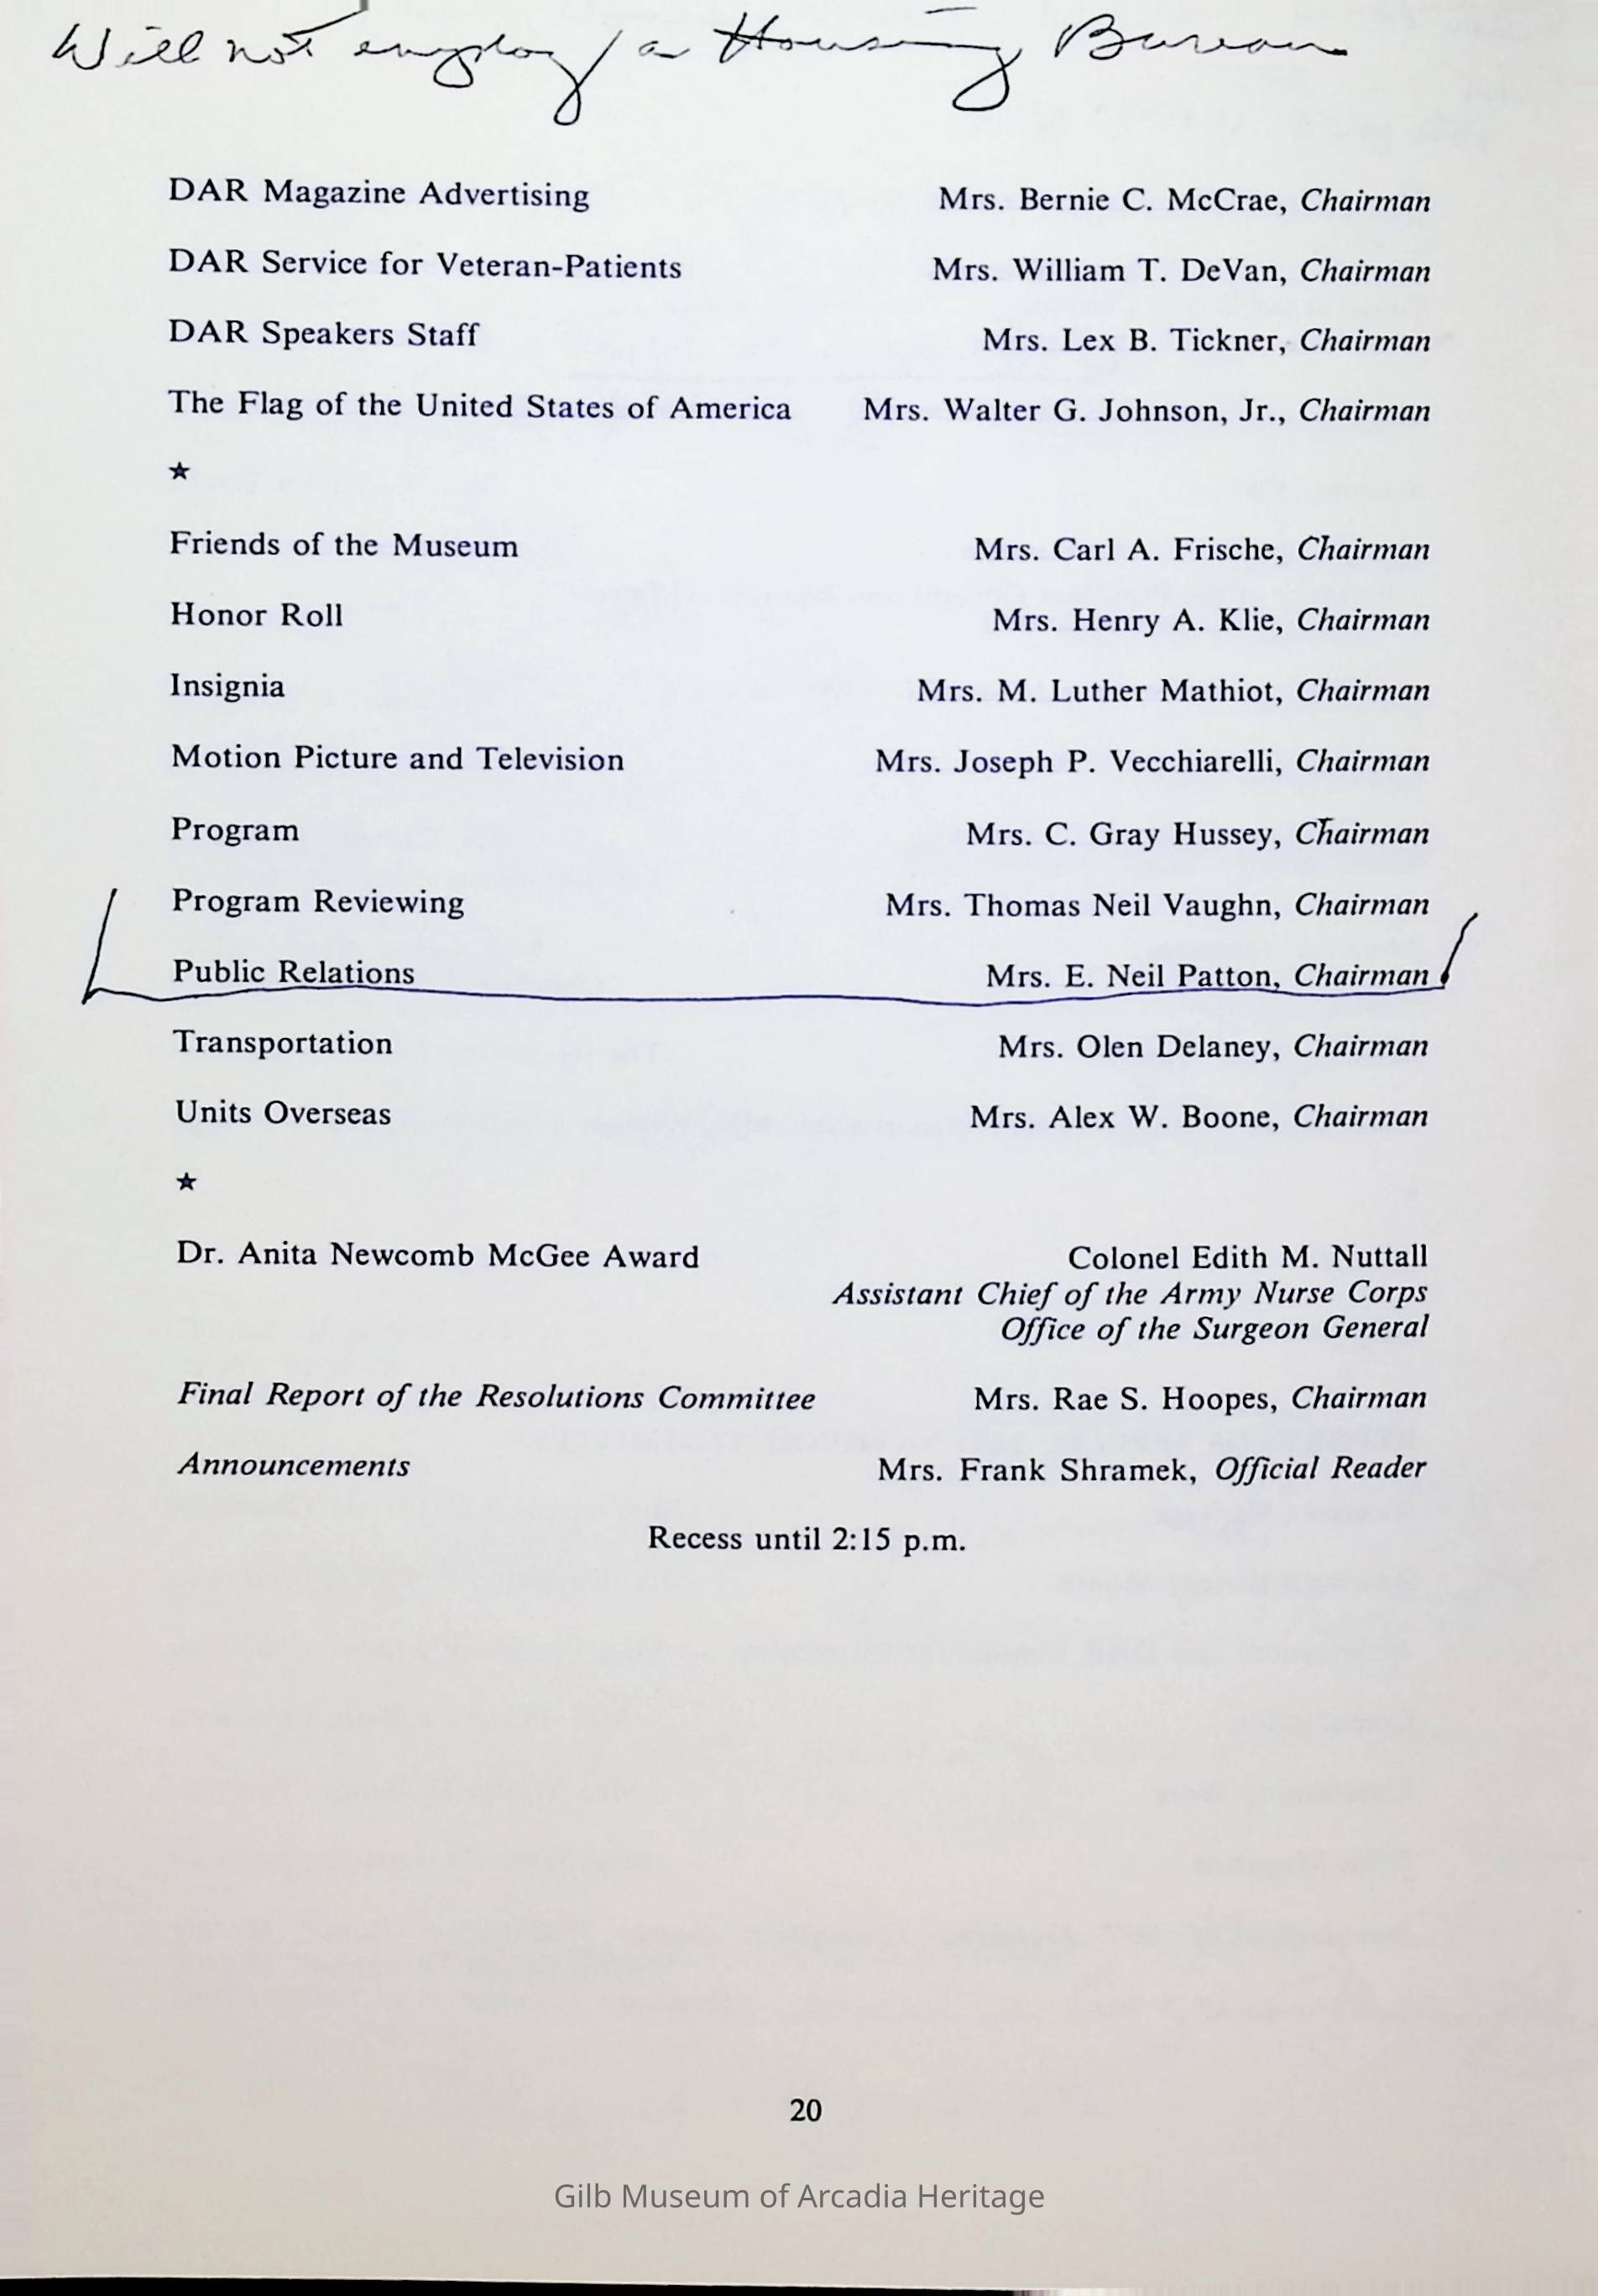 Will not employ a Housing Bureau
DAR Magazine Advertising Mrs. Bernie C. McCrae, Chairman
DAR Service for Veteran-Patients Mrs. William T. DeVan, Chairman
DAR Speakers Staff Mrs. Lex B. Tickner, Chairman
The Flag of the United States of America Mrs. Walter G. Johnson, Jr., Chairman
★
Friends of the Museum Mrs. Carl A. Frische, Chairman
Honor Roll Mrs. Henry A. Klie, Chairman
Insignia Mrs. M. Luther Mathiot, Chairman
Motion Picture and Television Mrs. Joseph P. Vecchiarelli, Chairman
Program Mrs. C. Gray Hussey, Chairman
Program Reviewing Mrs. Thomas Neil Vaughn, Chairman
Public Relations Mrs. E. Neil Patton, Chairman
Transportation Mrs. Olen Delaney, Chairman
Units Overseas Mrs. Alex W. Boone, Chairman
★
Dr. Anita Newcomb McGee Award Colonel Edith M. Nuttall
Assistant Chief of the Army Nurse Corps
Office of the Surgeon General
Final Report of the Resolutions Committee Mrs. Rae S. Hoopes, Chairman
Announcements Mrs. Frank Shramek, Official Reader
Recess until 2:15 p.m.
20
Gilb Museum of Arcadia Heritage